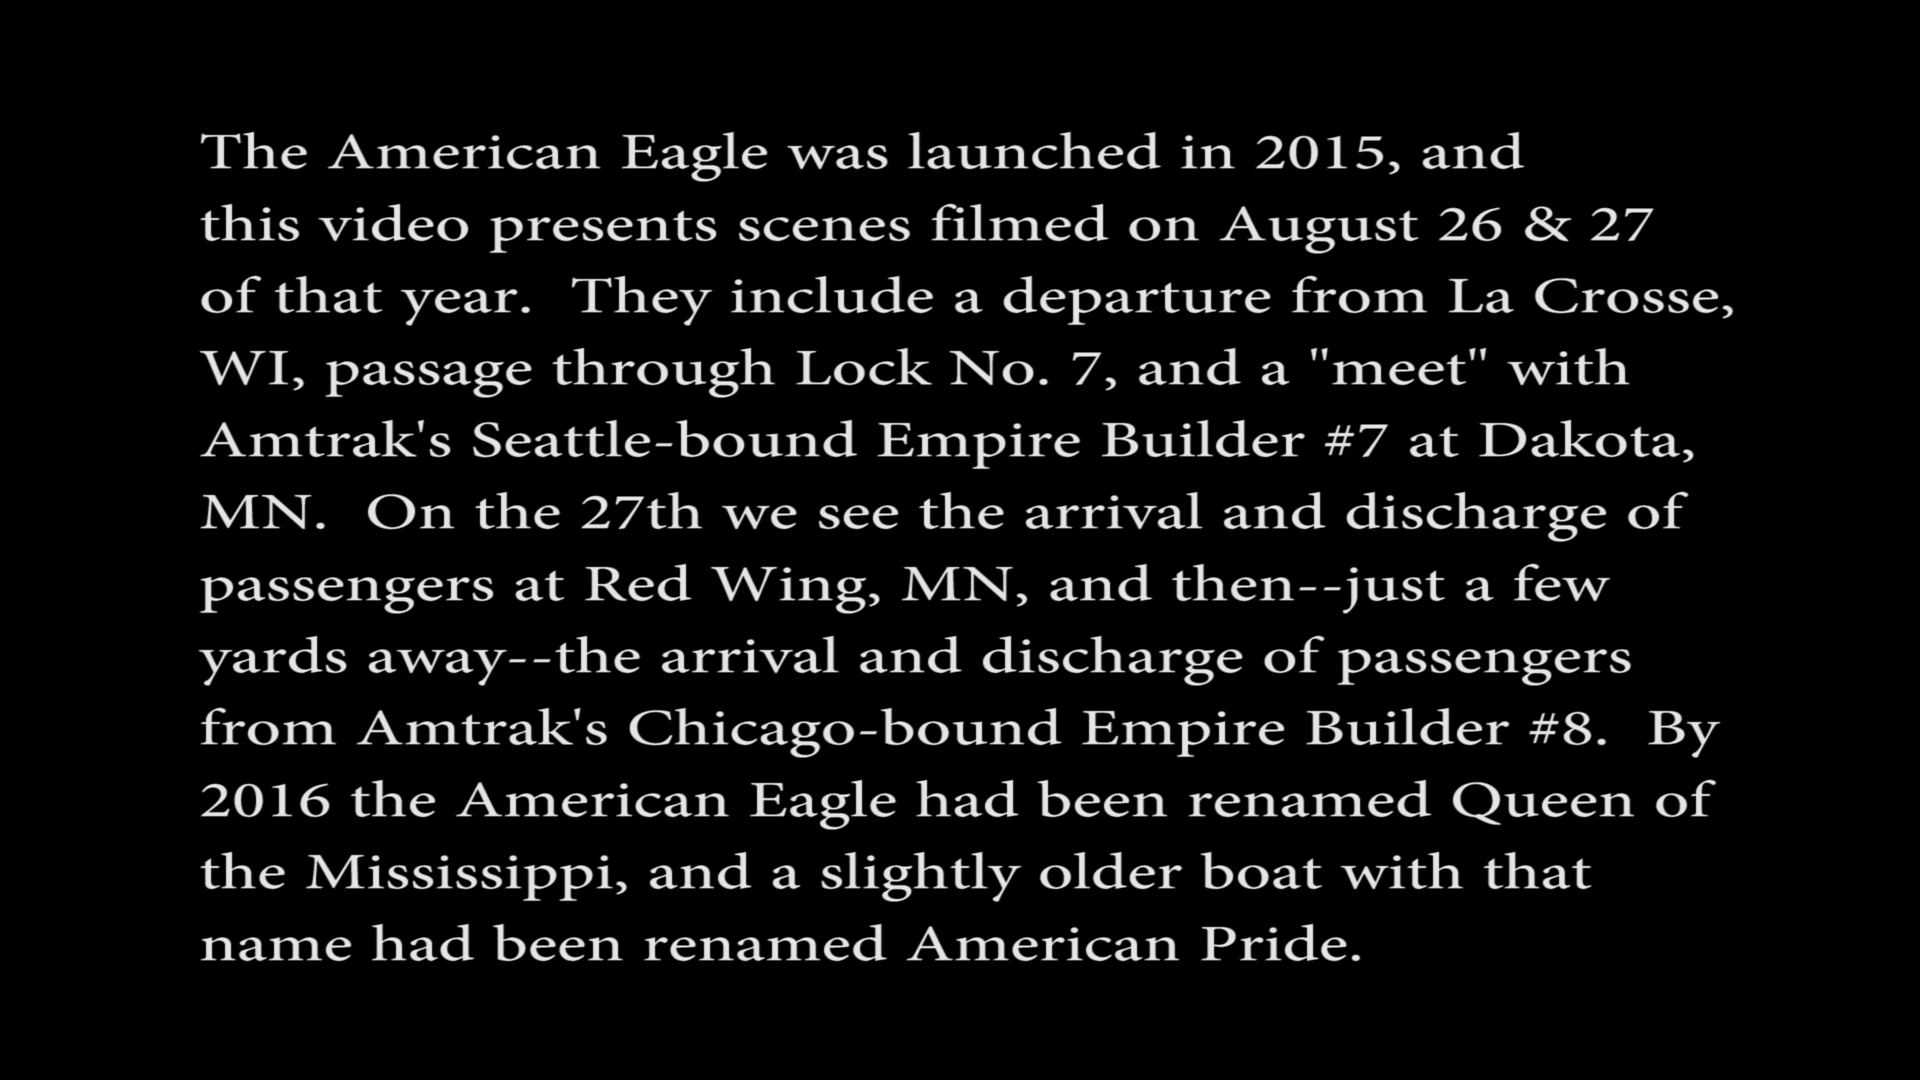 The American Eagle was launched in 2015, and
this video presents scenes filmed on August 26 & 27
of that year.  They include a departure from La Crosse,
WI, passage through Lock No. 7, and a "meet" with
Amtrak's Seattle-bound Empire Builder #7 at Dakota,
MN.  On the 27th we see the arrival and discharge of
passengers at Red Wing, MN, and then--just a few
yards away--the arrival and discharge of passengers
from Amtrak's Chicago-bound Empire Builder #8.  By
2016 the American Eagle had been renamed Queen of
the Mississippi, and a slightly older boat with that
name had been renamed American Pride.